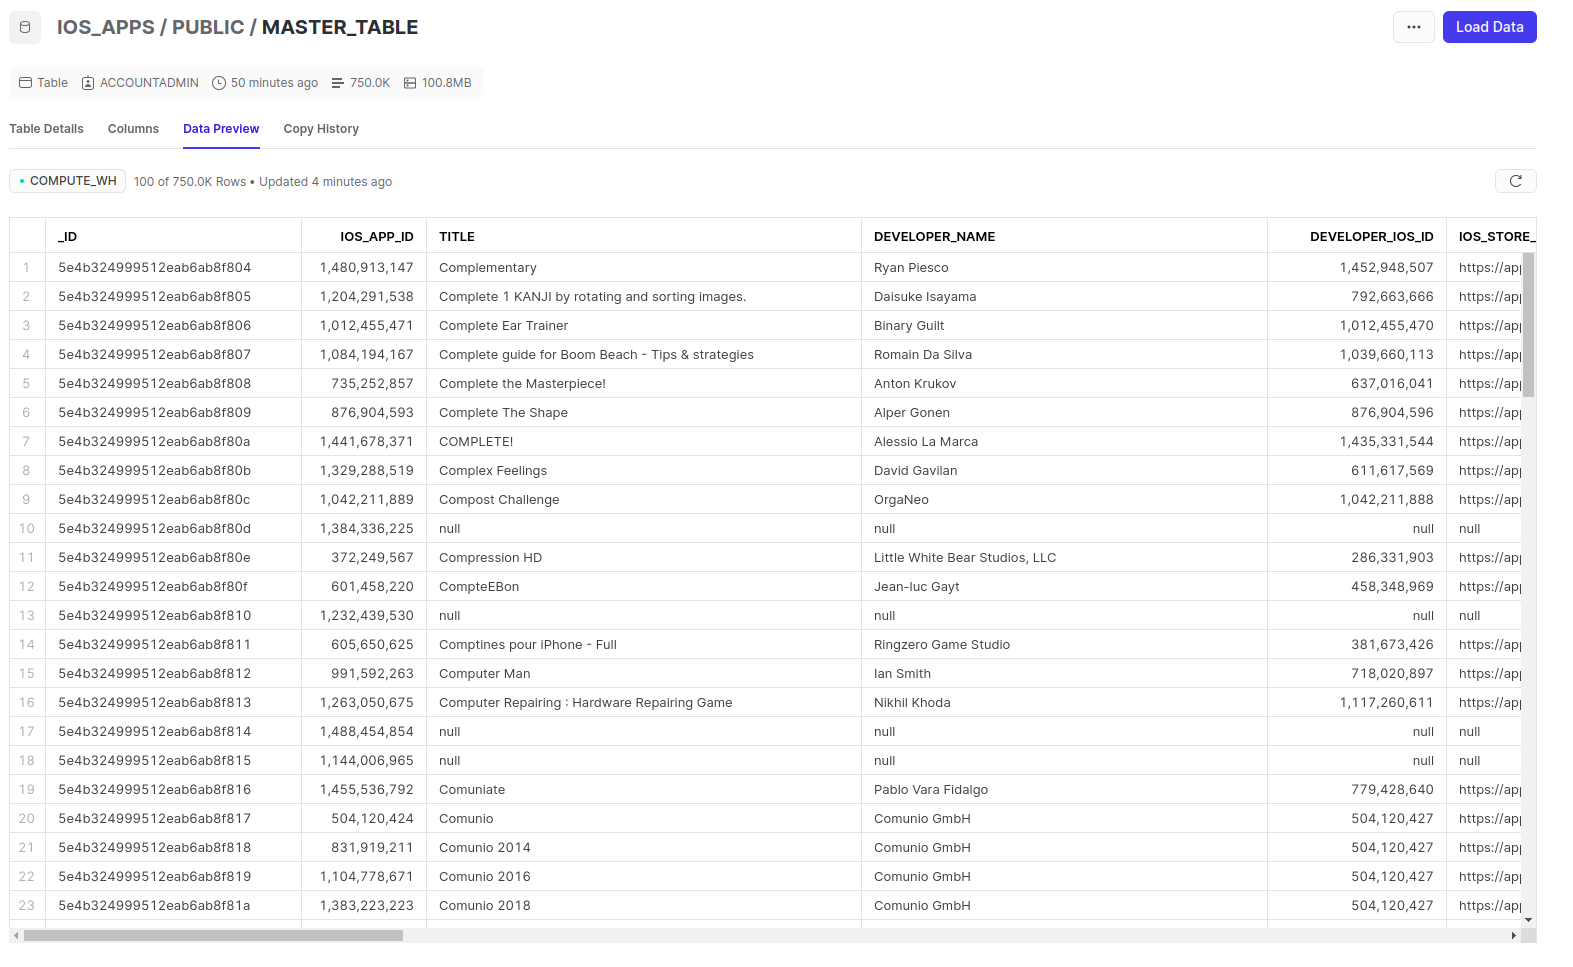 IOS_APPS / PUBLIC / MASTER_TABLE
... Load Data
Table ACCOUNTADMIN 50 minutes ago 750.0K 100.8MB
Table Details Columns Data Preview Copy History
COMPUTE_WH 100 of 750.0K Rows • Updated 4 minutes ago
_ID IOS_APP_ID TITLE DEVELOPER_NAME DEVELOPER_IOS_ID IOS_STORE_
1 5e4b324999512eab6ab8f804 1,480,913,147 Complementary Ryan Piesco 1,452,948,507 https://app
2 5e4b324999512eab6ab8f805 1,204,291,538 Complete 1 KANJI by rotating and sorting images. Daisuke Isayama 792,663,666 https://app
3 5e4b324999512eab6ab8f806 1,012,455,471 Complete Ear Trainer Binary Guilt 1,012,455,470 https://app
4 5e4b324999512eab6ab8f807 1,084,194,167 Complete guide for Boom Beach - Tips & strategies Romain Da Silva 1,039,660,113 https://app
5 5e4b324999512eab6ab8f808 735,252,857 Complete the Masterpiece! Anton Krukov 637,016,041 https://app
6 5e4b324999512eab6ab8f809 876,904,593 Complete The Shape Alper Gonen 876,904,596 https://app
7 5e4b324999512eab6ab8f80a 1,441,678,371 COMPLETE! Alessio La Marca 1,435,331,544 https://app
8 5e4b324999512eab6ab8f80b 1,329,288,519 Complex Feelings David Gavilan 611,617,569 https://app
9 5e4b324999512eab6ab8f80c 1,042,211,889 Compost Challenge OrgaNeo 1,042,211,888 https://app
10 5e4b324999512eab6ab8f80d 1,384,336,225 null null null null
11 5e4b324999512eab6ab8f80e 372,249,567 Compression HD Little White Bear Studios, LLC 286,331,903 https://app
12 5e4b324999512eab6ab8f80f 601,458,220 CompteEBon Jean-luc Gayt 458,348,969 https://app
13 5e4b324999512eab6ab8f810 1,232,439,530 null null null null
14 5e4b324999512eab6ab8f811 605,650,625 Comptines pour iPhone - Full Ringzero Game Studio 381,673,426 https://app
15 5e4b324999512eab6ab8f812 991,592,263 Computer Man Ian Smith 718,020,897 https://app
16 5e4b324999512eab6ab8f813 1,263,050,675 Computer Repairing : Hardware Repairing Game Nikhil Khoda 1,117,260,611 https://app
17 5e4b324999512eab6ab8f814 1,488,454,854 null null null null
18 5e4b324999512eab6ab8f815 1,144,006,965 null null null null
19 5e4b324999512eab6ab8f816 1,455,536,792 Comuniate Pablo Vara Fidalgo 779,428,640 https://app
20 5e4b324999512eab6ab8f817 504,120,424 Comunio Comunio GmbH 504,120,427 https://app
21 5e4b324999512eab6ab8f818 831,919,211 Comunio 2014 Comunio GmbH 504,120,427 https://app
22 5e4b324999512eab6ab8f819 1,104,778,671 Comunio 2016 Comunio GmbH 504,120,427 https://app
23 5e4b324999512eab6ab8f81a 1,383,223,223 Comunio 2018 Comunio GmbH 504,120,427 https://app